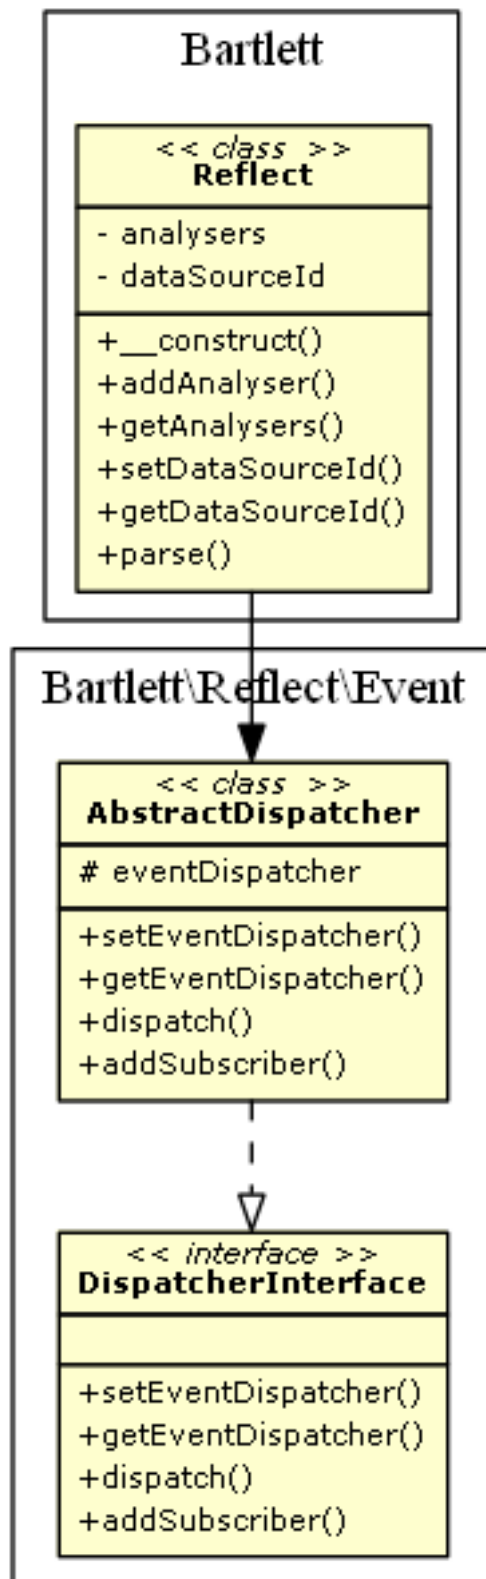 Bartlett
<< class >>
Reflect
- analysers
- dataSourceId
+__construct()
+addAnalyser()
+getAnalysers()
+setDataSourceId()
+getDataSourceId()
+parse()
Bartlett\Reflect\Event
<< class >>
AbstractDispatcher
# eventDispatcher
+setEventDispatcher()
+getEventDispatcher()
+dispatch()
+addSubscriber()
<< interface >>
DispatcherInterface
+setEventDispatcher()
+getEventDispatcher()
+dispatch()
+addSubscriber()